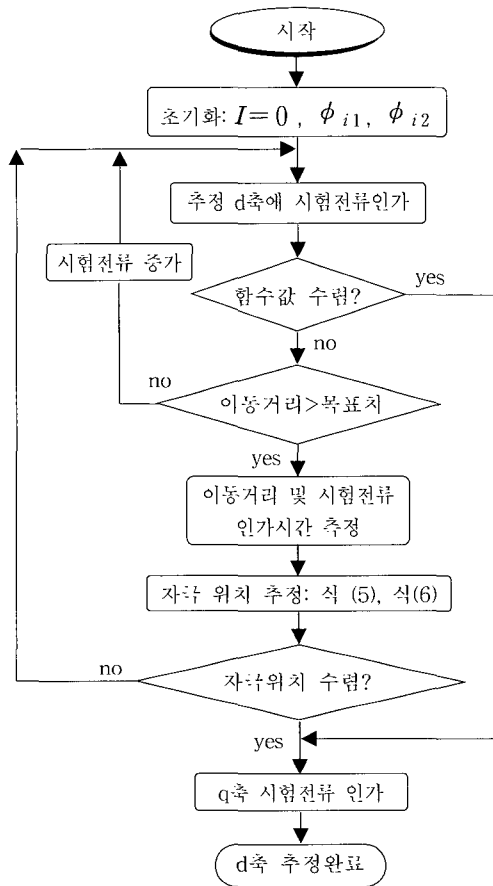 시작
초기화: I=0 , ϕi1, ϕi2
추정 d축에 시험전류인가
시험전류 증가
함수값 수렴?
yes
no
no
이동거리>목표치
yes
이동거리 및 시험전류
인가시간 추정
자극 위치 추정: 식 (5), 식(6)
no
자극위치 수렴?
yes
q축 시험전류 인가
d축 추정완료